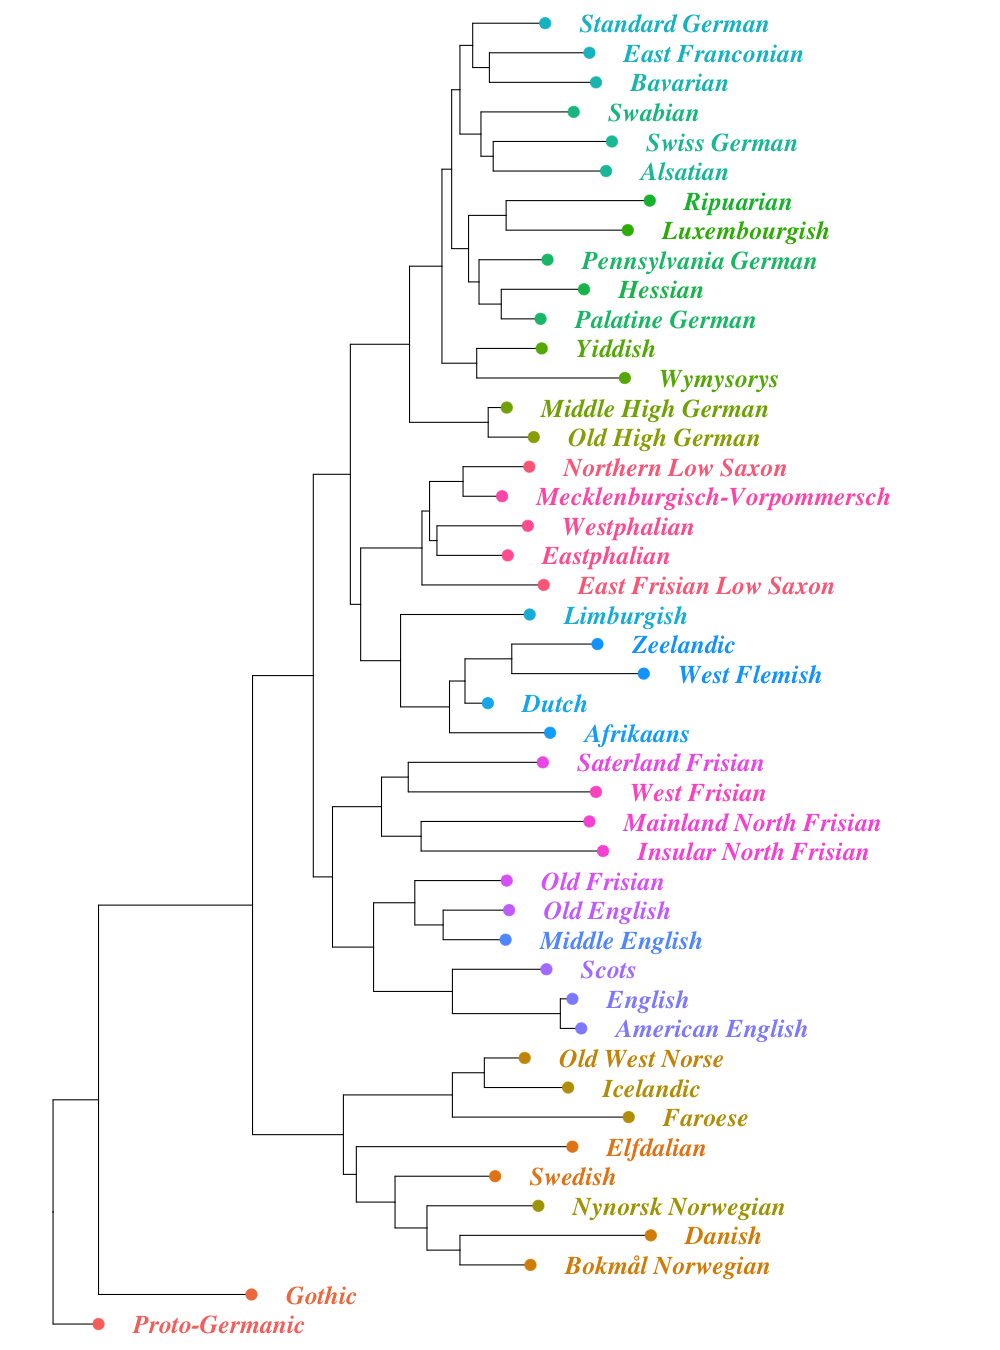 Standard German
East Franconian
Bavarian
Swabian
Swiss German
Alsatian
Ripuarian
Luxembourgish
Pennsylvania German
Hessian
Palatine German
Yiddish
Wymysorys
Middle High German
Old High German
Northern Low Saxon
Mecklenburgisch-Vorpommersch
Westphalian
Eastphalian
East Frisian Low Saxon
Limburgish
Zeelandic
West Flemish
Dutch
Afrikaans
Saterland Frisian
West Frisian
Mainland North Frisian
Insular North Frisian
Old Frisian
Old English
Middle English
Scots
English
American English
Old West Norse
Icelandic
Faroese
Elfdalian
Swedish
Nynorsk Norwegian
Danish
Bokmål Norwegian
Gothic
Proto-Germanic